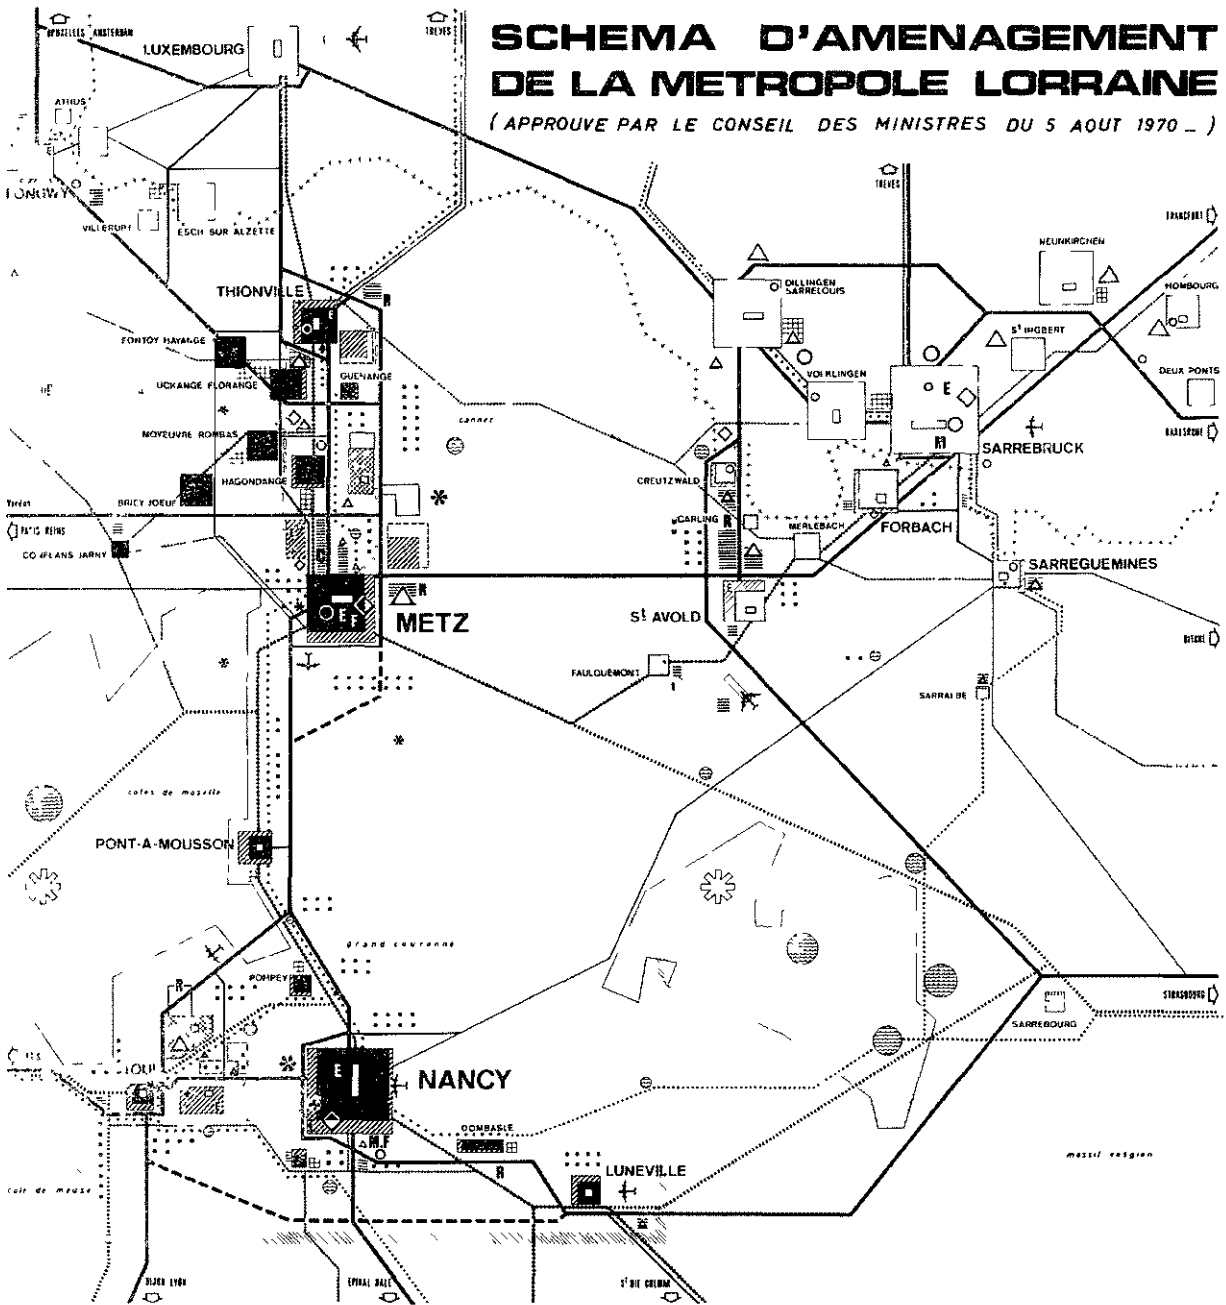 SCHEMA D'AMENAGEMENT
DE LA METROPOLE LORRAINE
(APPROUVE PAR LE CONSEIL DES MINISTRES DU 5 AOUT 1970_)
BRUXELLES AMSTERDAM
LUXEMBOURG
TREVES
ATHUS
LONGWY
VILLERUPT
ESCH SUR ALZETTE
TREVES
FRANCFORT
NEUNKIRCHEN
HOMBOURG
DILLINGEN
SARRELOUIS
THIONVILLE
R
E
FONTOY HAYANGE
St INGBERT
DEUX PONTS
VOLKLINGEN
UCKANGE FLORANGE
GUENANGE
E
canner
KARLSRUHE
MOYEUVRE ROMBAS
SARREBRUCK
HAGONDANGE
CREUTZWALD
BRIEY JOEUF
PARIS REIMS
CARLING
R
MERLEBACH
FORBACH
CONFLANS JARNY
C
SARREGUEMINES
R
METZ
St AVOLD
BITCHE
FAULQUEMONT
SARRALBE
cotes de moselle
PONT-A-MOUSSON
grand couronne
POMPEY
R
STRASBOURG
SARREBOURG
TOUL
E
NANCY
DOMBASLE
M.F
R
LUNEVILLE
massif vosgien
cote de meuse
DIJON LYON
EPINAL BALE
St DIE COLMAR